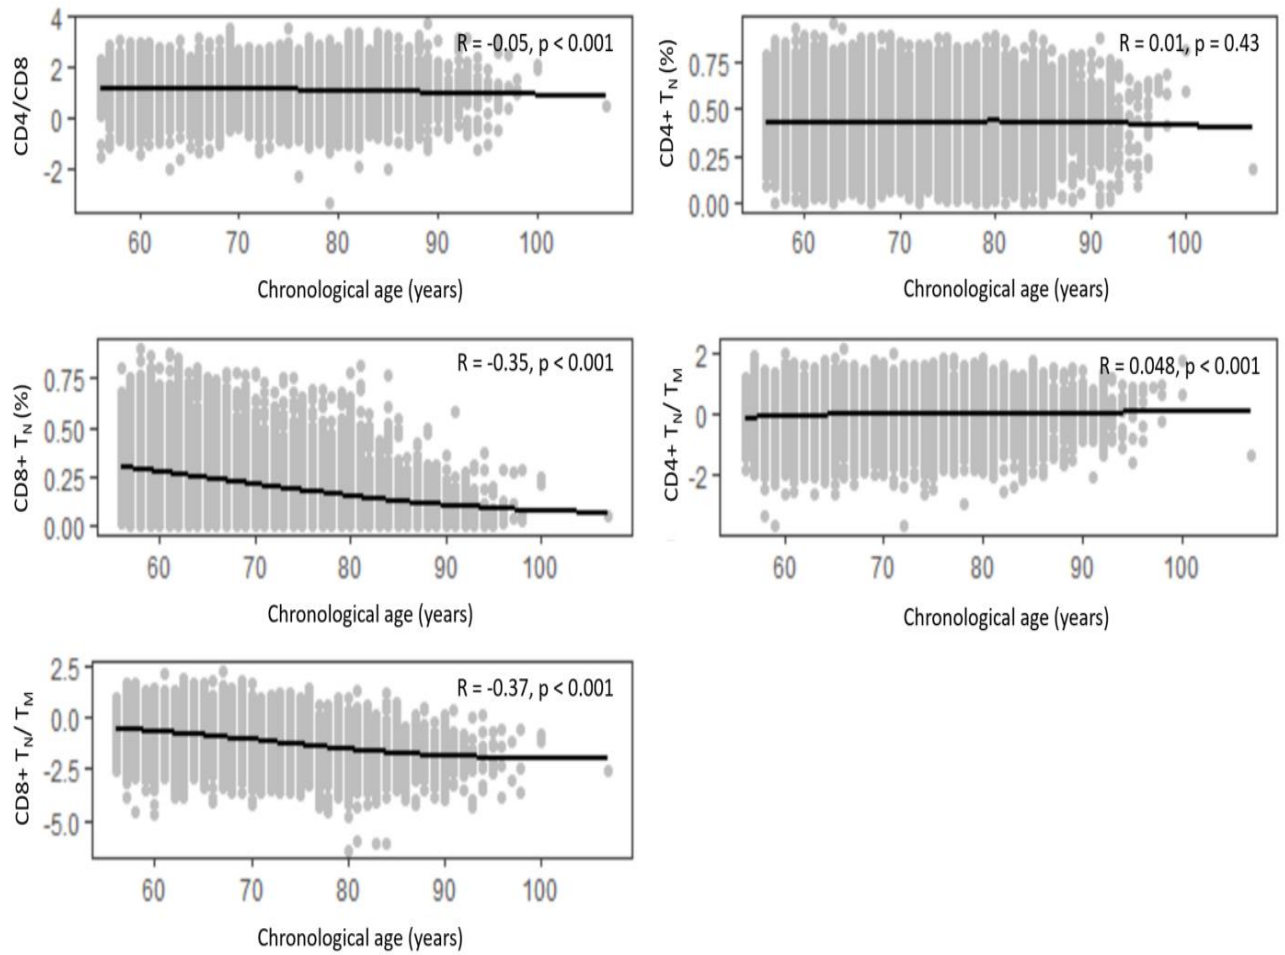 CD4/CD8
4
2
0
-2
R = -0.05, p < 0.001
60 70 80 90 100
Chronological age (years)
CD4+ TN (%)
0.75
0.50
0.25
0.00
R = 0.01, p = 0.43
60 70 80 90 100
Chronological age (years)
CD8+ TN (%)
0.75
0.50
0.25
0.00
R = -0.35, p < 0.001
60 70 80 90 100
Chronological age (years)
CD4+ TN/ TM
2
0
-2
R = 0.048, p < 0.001
60 70 80 90 100
Chronological age (years)
CD8+ TN/ TM
2.5
0.0
-2.5
-5.0
R = -0.37, p < 0.001
60 70 80 90 100
Chronological age (years)